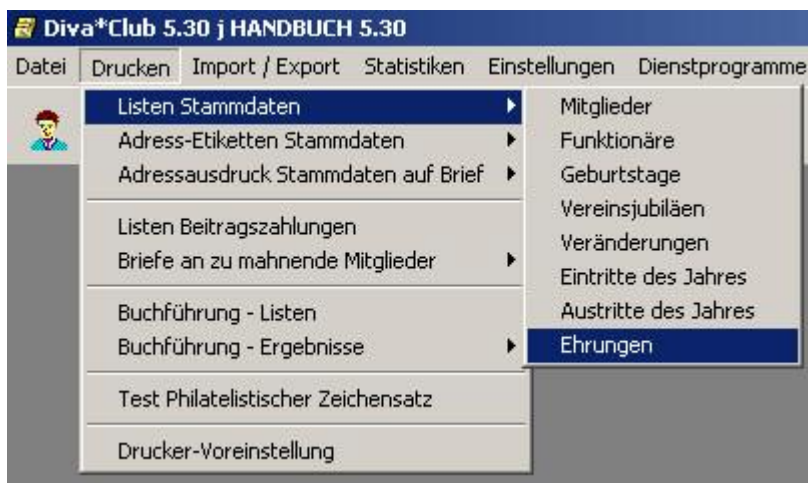 Diva*Club 5.30 j HANDBUCH 5.30
Datei Drucken Import / Export Statistiken Einstellungen Dienstprogramme
Listen Stammdaten
Adress-Etiketten Stammdaten
Adressausdruck Stammdaten auf Brief
Listen Beitragszahlungen
Briefe an zu mahnende Mitglieder
Buchführung - Listen
Buchführung - Ergebnisse
Test Philatelistischer Zeichensatz
Drucker-Voreinstellung
Mitglieder
Funktionäre
Geburtstage
Vereinsjubiläen
Veränderungen
Eintritte des Jahres
Austritte des Jahres
Ehrungen